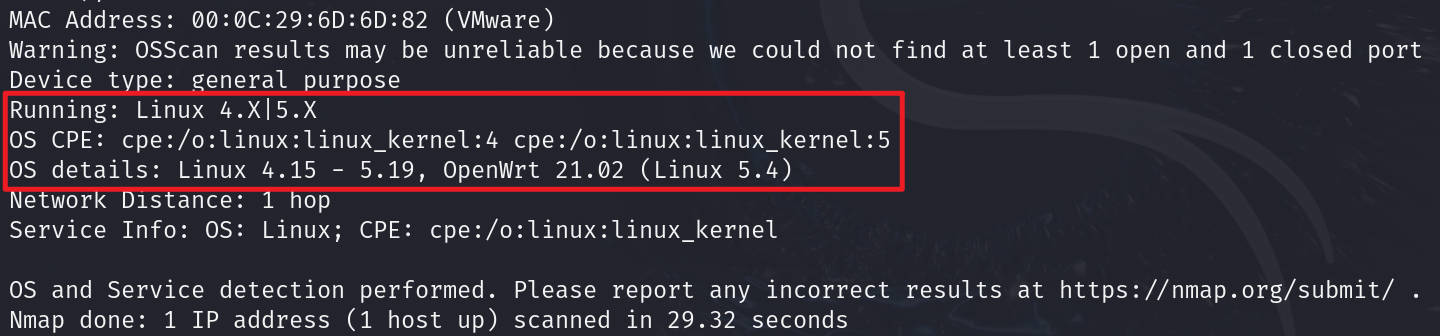 MAC Address: 00:0C:29:6D:6D:82 (VMware)
Warning: OSScan results may be unreliable because we could not find at least 1 open and 1 closed port
Device type: general purpose
Running: Linux 4.X|5.X
OS CPE: cpe:/o:linux:linux_kernel:4 cpe:/o:linux:linux_kernel:5
OS details: Linux 4.15 - 5.19, OpenWrt 21.02 (Linux 5.4)
Network Distance: 1 hop
Service Info: OS: Linux; CPE: cpe:/o:linux:linux_kernel
OS and Service detection performed. Please report any incorrect results at https://nmap.org/submit/ .
Nmap done: 1 IP address (1 host up) scanned in 29.32 seconds